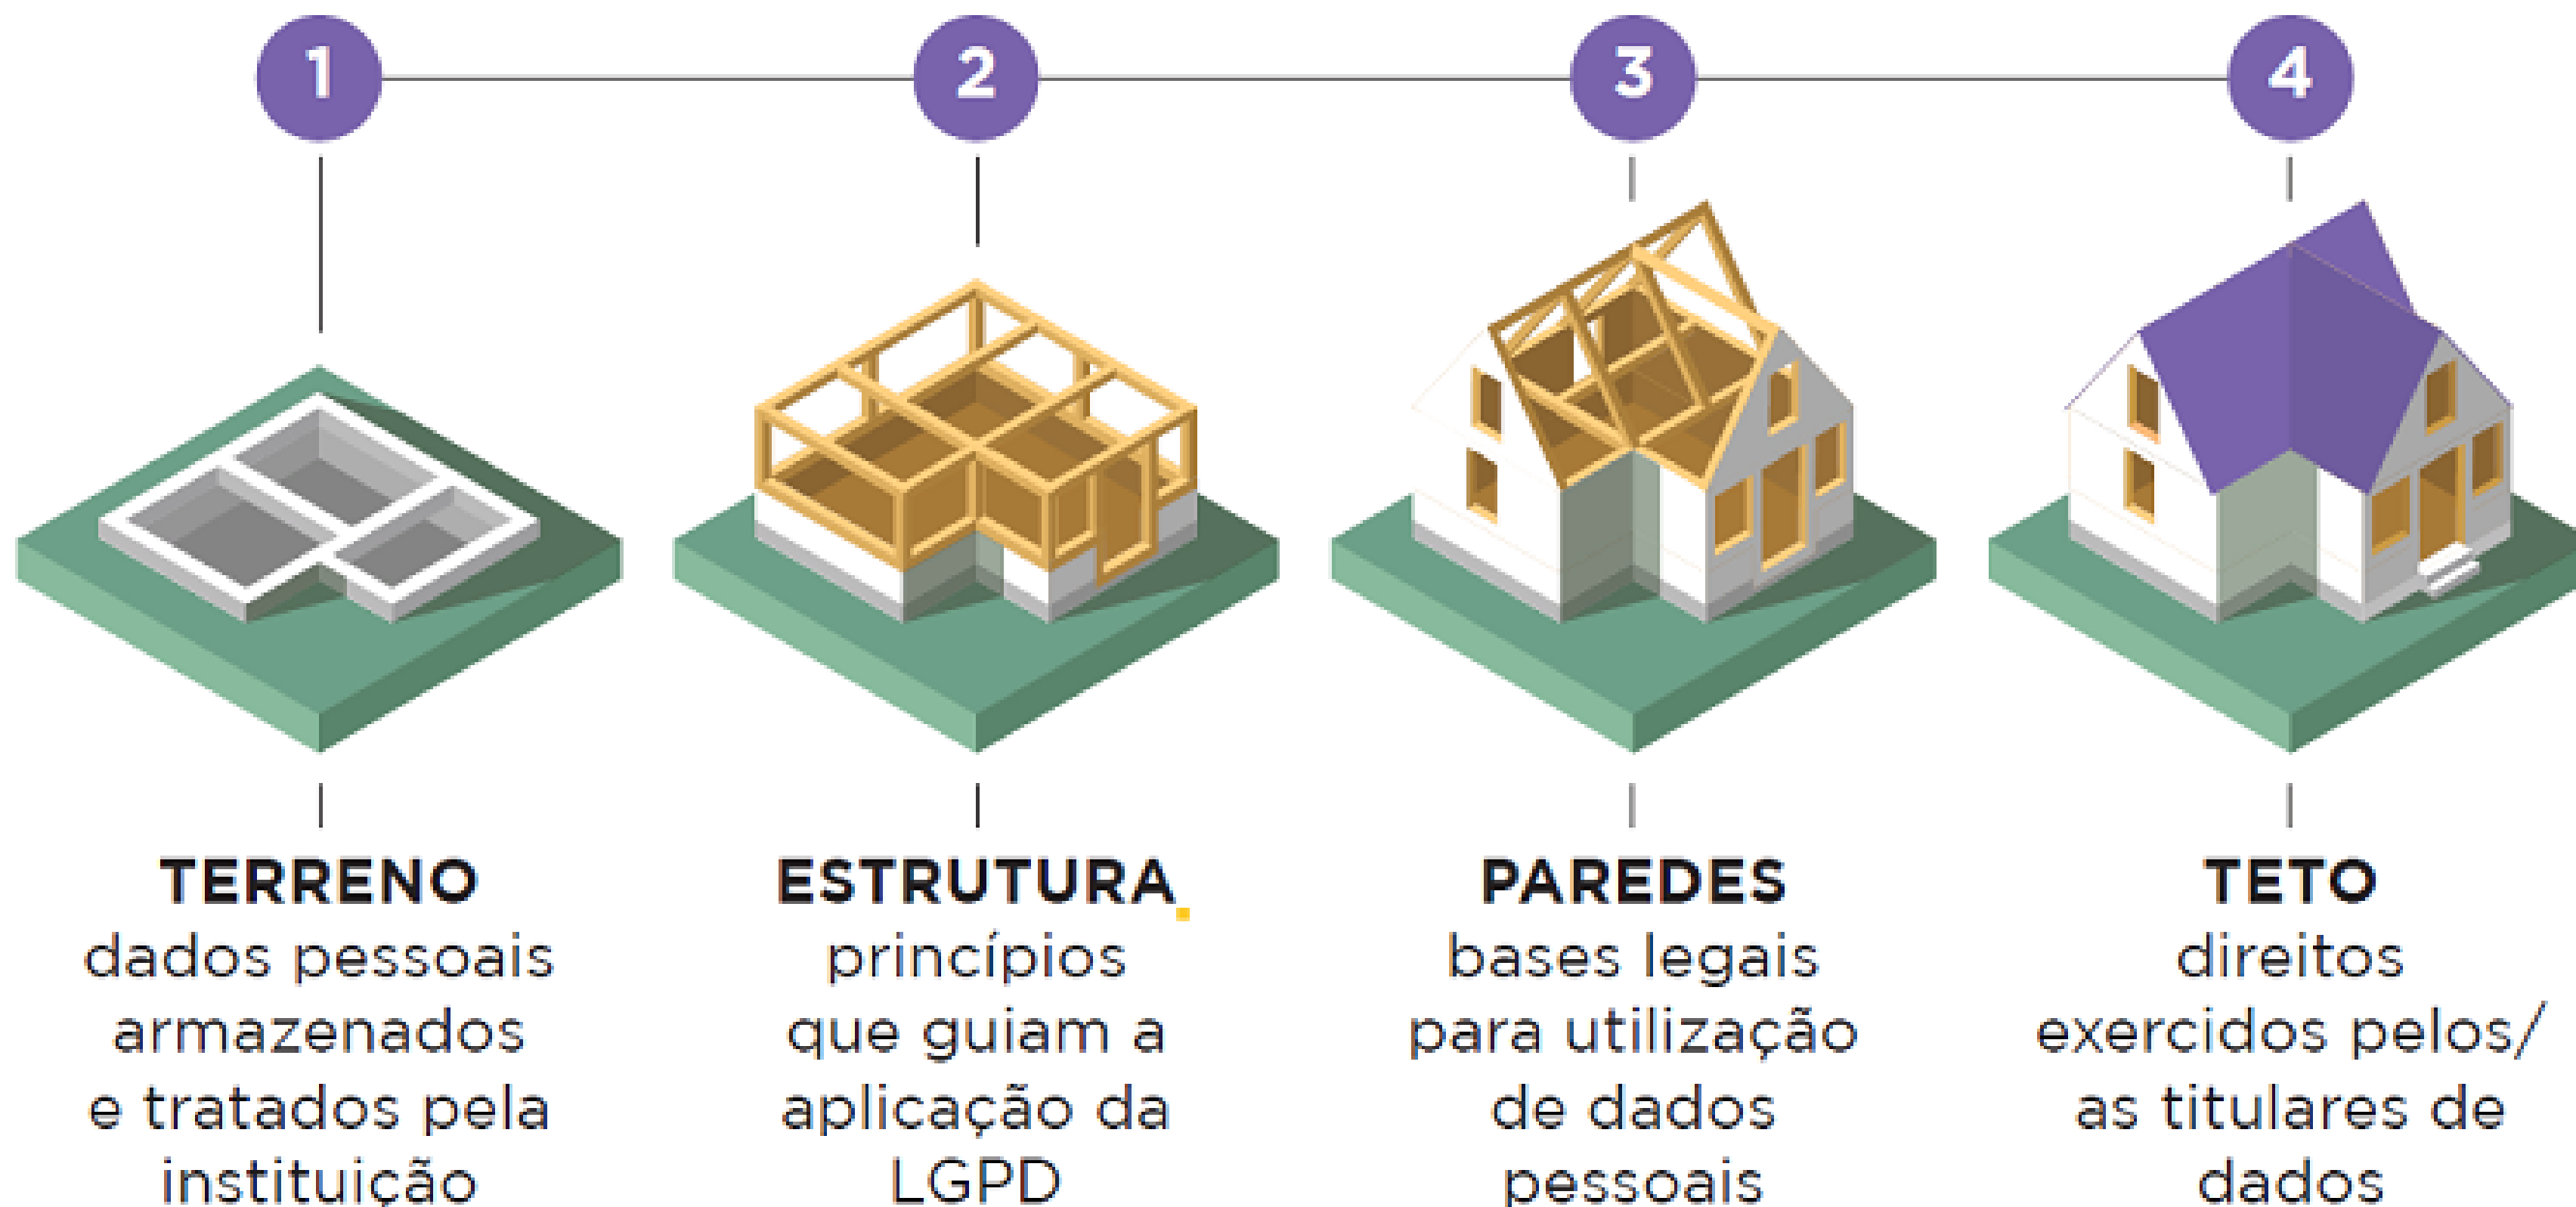 1
2
3
4
TERRENO
dados pessoais
armazenados
e tratados pela
instituição
ESTRUTURA
princípios
que guiam a
aplicação da
LGPD
PAREDES
bases legais
para utilização
de dados
pessoais
TETO
direitos
exercidos pelos/
as titulares de
dados